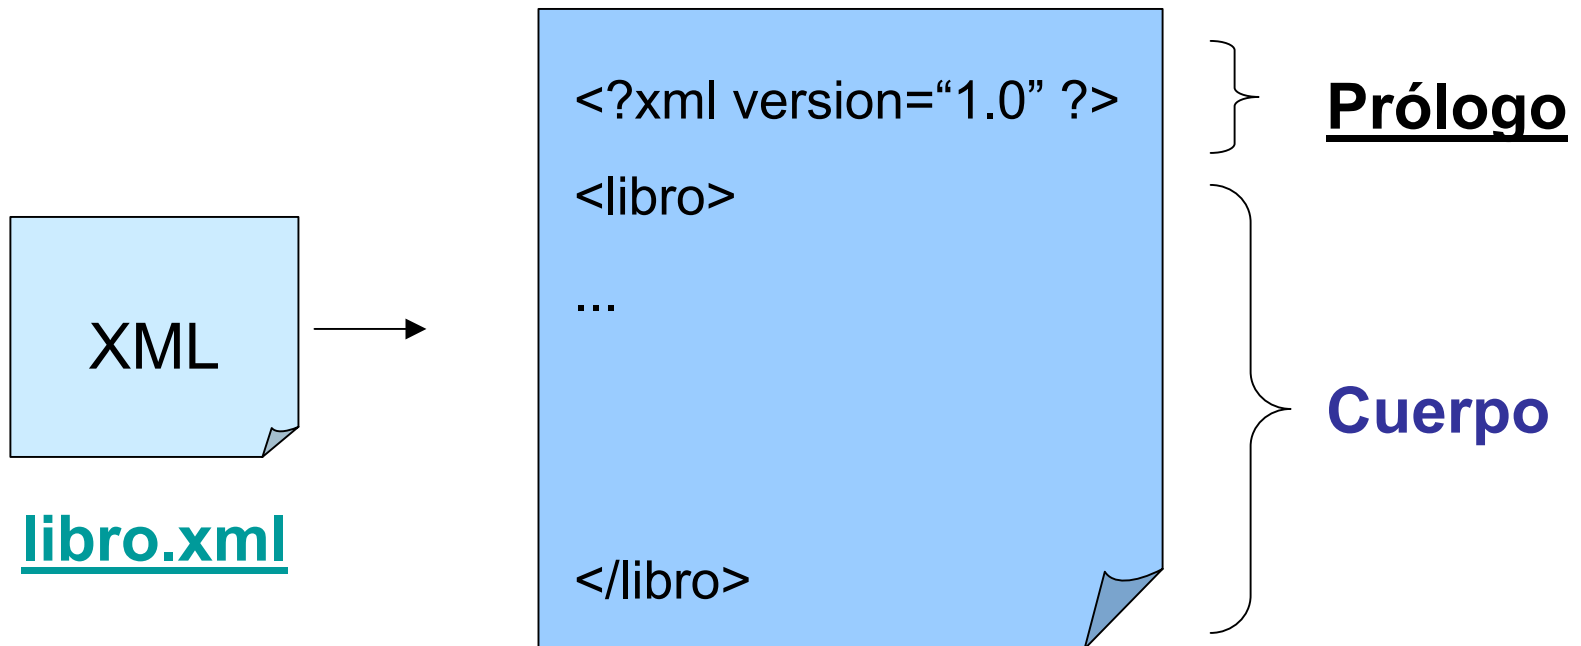 XML
libro.xml
<?xml version=“1.0” ?>
<libro>
...
</libro>
Prólogo
Cuerpo